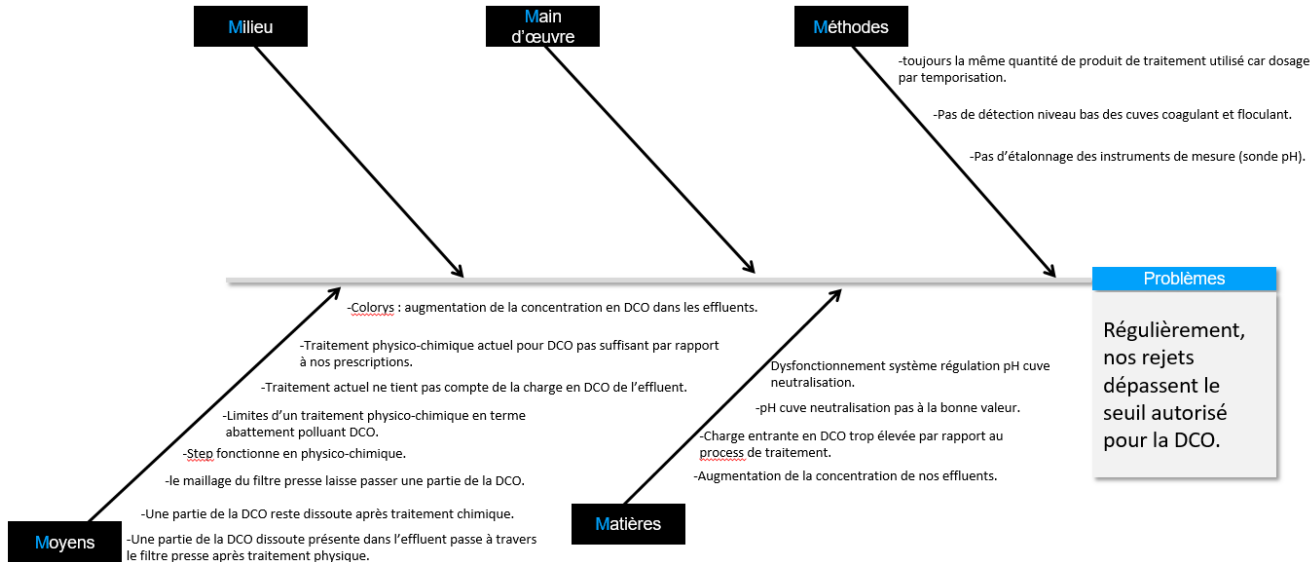 Milieu
Main
d'œuvre
Méthodes
-toujours la même quantité de produit de traitement utilisé car dosage
par temporisation.
-Pas de détection niveau bas des cuves coagulant et floculant.
-Pas d'étalonnage des instruments de mesure (sonde pH).
Problèmes
Régulièrement,
nos rejets
dépassent le
seuil autorisé
pour la DCO.
-Colorys : augmentation de la concentration en DCO dans les effluents.
-Traitement physico-chimique actuel pour DCO pas suffisant par rapport
à nos prescriptions.
-Traitement actuel ne tient pas compte de la charge en DCO de l'effluent.
-Limites d'un traitement physico-chimique en terme
abattement polluant DCO.
-Step fonctionne en physico-chimique.
-le maillage du filtre presse laisse passer une partie de la DCO.
-Une partie de la DCO reste dissoute après traitement chimique.
-Une partie de la DCO dissoute présente dans l'effluent passe à travers
le filtre presse après traitement physique.
Moyens
Dysfonctionnement système régulation pH cuve
neutralisation.
-pH cuve neutralisation pas à la bonne valeur.
-Charge entrante en DCO trop élevée par rapport au
process de traitement.
-Augmentation de la concentration de nos effluents.
Matières